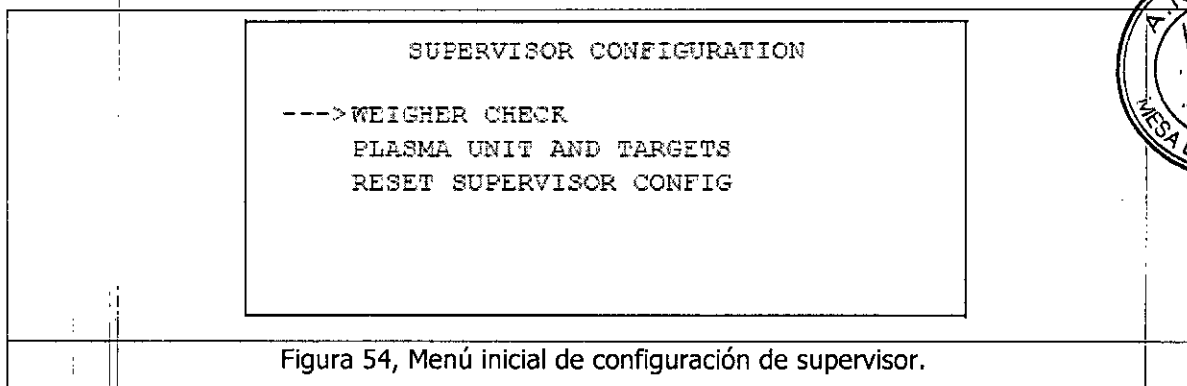 SUPERVISOR CONFIGURATION
--->WEIGHER CHECK
PLASMA UNIT AND TARGETS
RESET SUPERVISOR CONFIG
Figura 54, Menú inicial de configuración de supervisor.